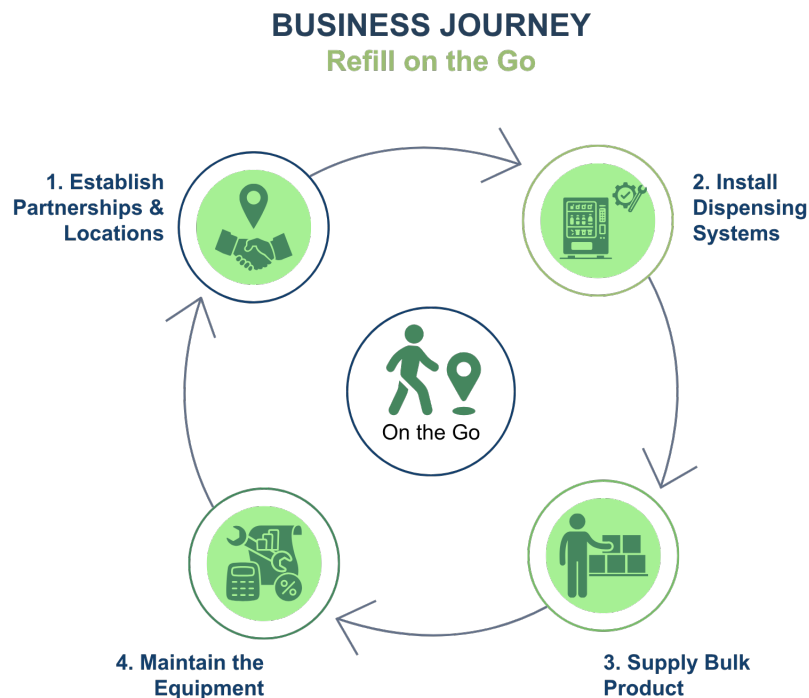 BUSINESS JOURNEY
Refill on the Go
1. Establish
Partnerships &
Locations
2. Install
Dispensing
Systems
On the Go
%
4. Maintain the
Equipment
3. Supply Bulk
Product